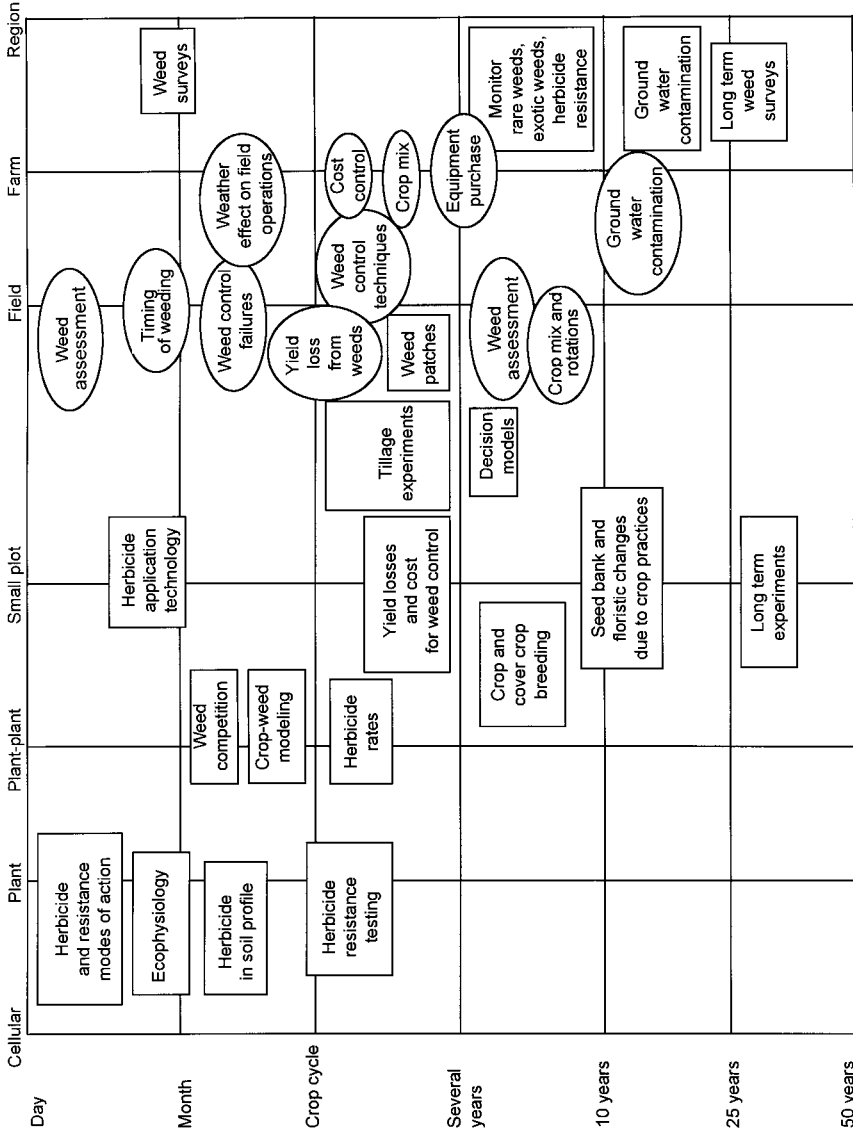 Cellular
Plant
Plant-plant
Small plot
Field
Farm
Region
Day
Month
Crop cycle
Several
years
10 years
25 years
50 years
Herbicide
and resistance
modes of action
Ecophysiology
Herbicide
in soil profile
Herbicide
resistance
testing
Weed
competition
Crop-weed
modeling
Herbicide
rates
Herbicide
application
technology
Yield losses
and cost
for weed control
Crop and
cover crop
breeding
Seed bank and
floristic changes
due to crop practices
Long term
experiments
Tillage
experiments
Decision
models
Weed
assessment
Timing
of weeding
Weed control
failures
Yield
loss
from
weeds
Weed
patches
Weed
assessment
Crop mix and
rotations
Weather
effect on field
operations
Weed
control
techniques
Cost
control
Crop mix
Equipment
purchase
Ground
water
contamination
Weed
surveys
Monitor
rare weeds,
exotic weeds,
herbicide
resistance
Ground
water
contamination
Long term
weed
surveys